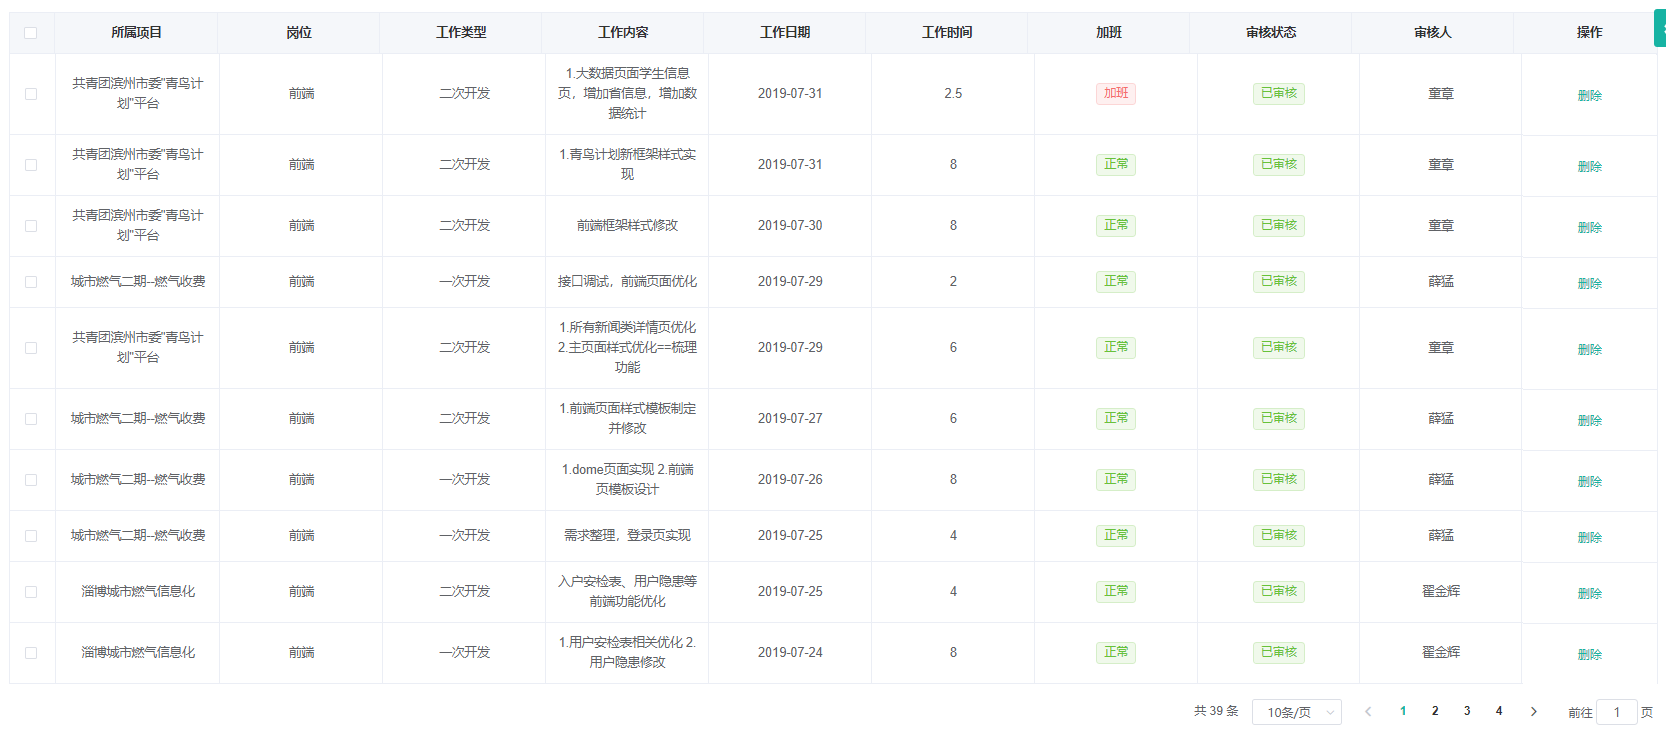 所属项目 岗位 工作类型 工作内容 工作日期 工作时间 加班 审核状态 审核人 操作
共青团滨州市委"青鸟计
划"平台
前端 二次开发
1.大数据页面学生信息
页，增加省信息，增加数
据统计
2019-07-31 2.5 加班 已审核 童章 删除
共青团滨州市委"青鸟计
划"平台
前端 二次开发
1.青鸟计划新框架样式实
现
2019-07-31 8 正常 已审核 童章 删除
共青团滨州市委"青鸟计
划"平台
前端 二次开发 前端框架样式修改 2019-07-30 8 正常 已审核 童章 删除
城市燃气二期--燃气收费 前端 一次开发 接口调试，前端页面优化 2019-07-29 2 正常 已审核 薛猛 删除
共青团滨州市委"青鸟计
划"平台
前端 二次开发
1.所有新闻类详情页优化
2.主页面样式优化==梳理
功能
2019-07-29 6 正常 已审核 童章 删除
城市燃气二期--燃气收费 前端 二次开发
1.前端页面样式模板制定
并修改
2019-07-27 6 正常 已审核 薛猛 删除
城市燃气二期--燃气收费 前端 一次开发
1.dome页面实现 2.前端
页模板设计
2019-07-26 8 正常 已审核 薛猛 删除
城市燃气二期--燃气收费 前端 一次开发 需求整理，登录页实现 2019-07-25 4 正常 已审核 薛猛 删除
淄博城市燃气信息化 前端 二次开发
入户安检表、用户隐患等
前端功能优化
2019-07-25 4 正常 已审核 翟金辉 删除
淄博城市燃气信息化 前端 一次开发
1.用户安检表相关优化 2.
用户隐患修改
2019-07-24 8 正常 已审核 翟金辉 删除
共 39 条 10条/页 1 2 3 4 前往 1 页